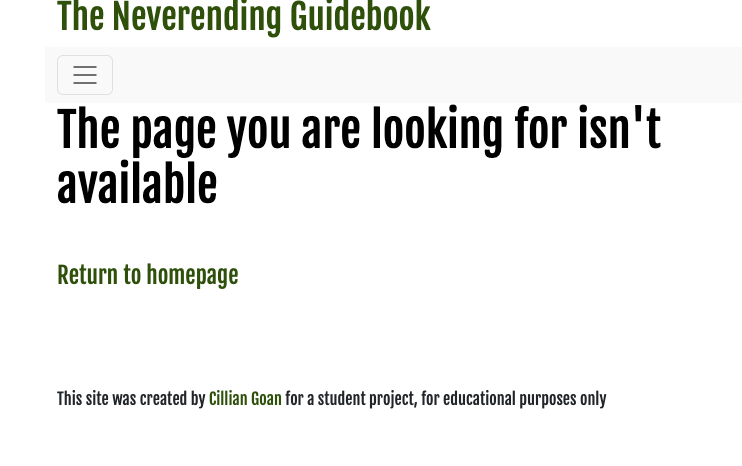 The Neverending Guidebook
The page you are looking for isn't
available
Return to homepage
This site was created by Cillian Goan for a student project, for educational purposes only